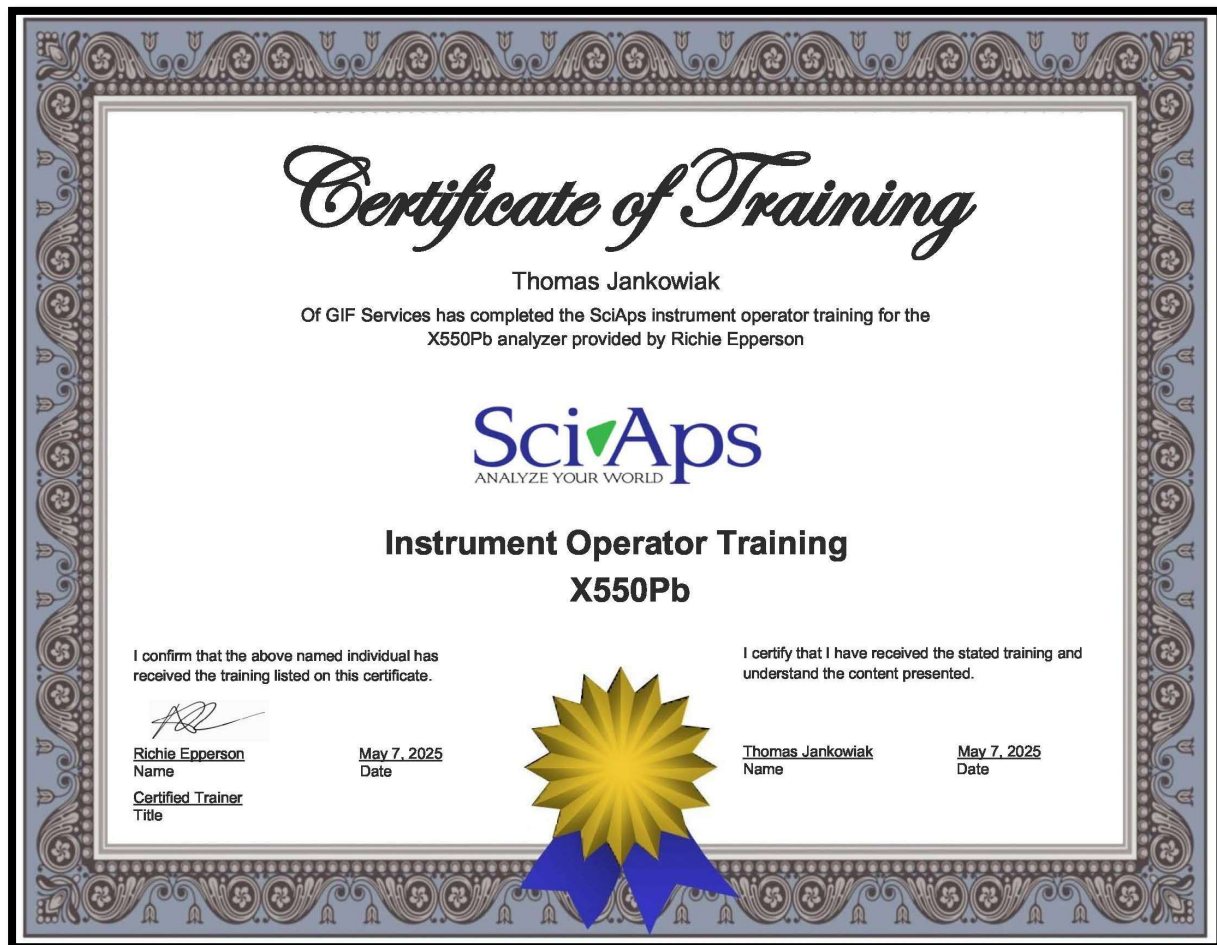 Certificate of Training
Thomas Jankowiak
Of GIF Services has completed the SciAps instrument operator training for the
X550Pb analyzer provided by Richie Epperson
SciAps
ANALYZE YOUR WORLD
Instrument Operator Training
X550Pb
I confirm that the above named individual has
received the training listed on this certificate.
Richie Epperson
Name
May 7, 2025
Date
Certified Trainer
Title
I certify that I have received the stated training and
understand the content presented.
Thomas Jankowiak
Name
May 7, 2025
Date